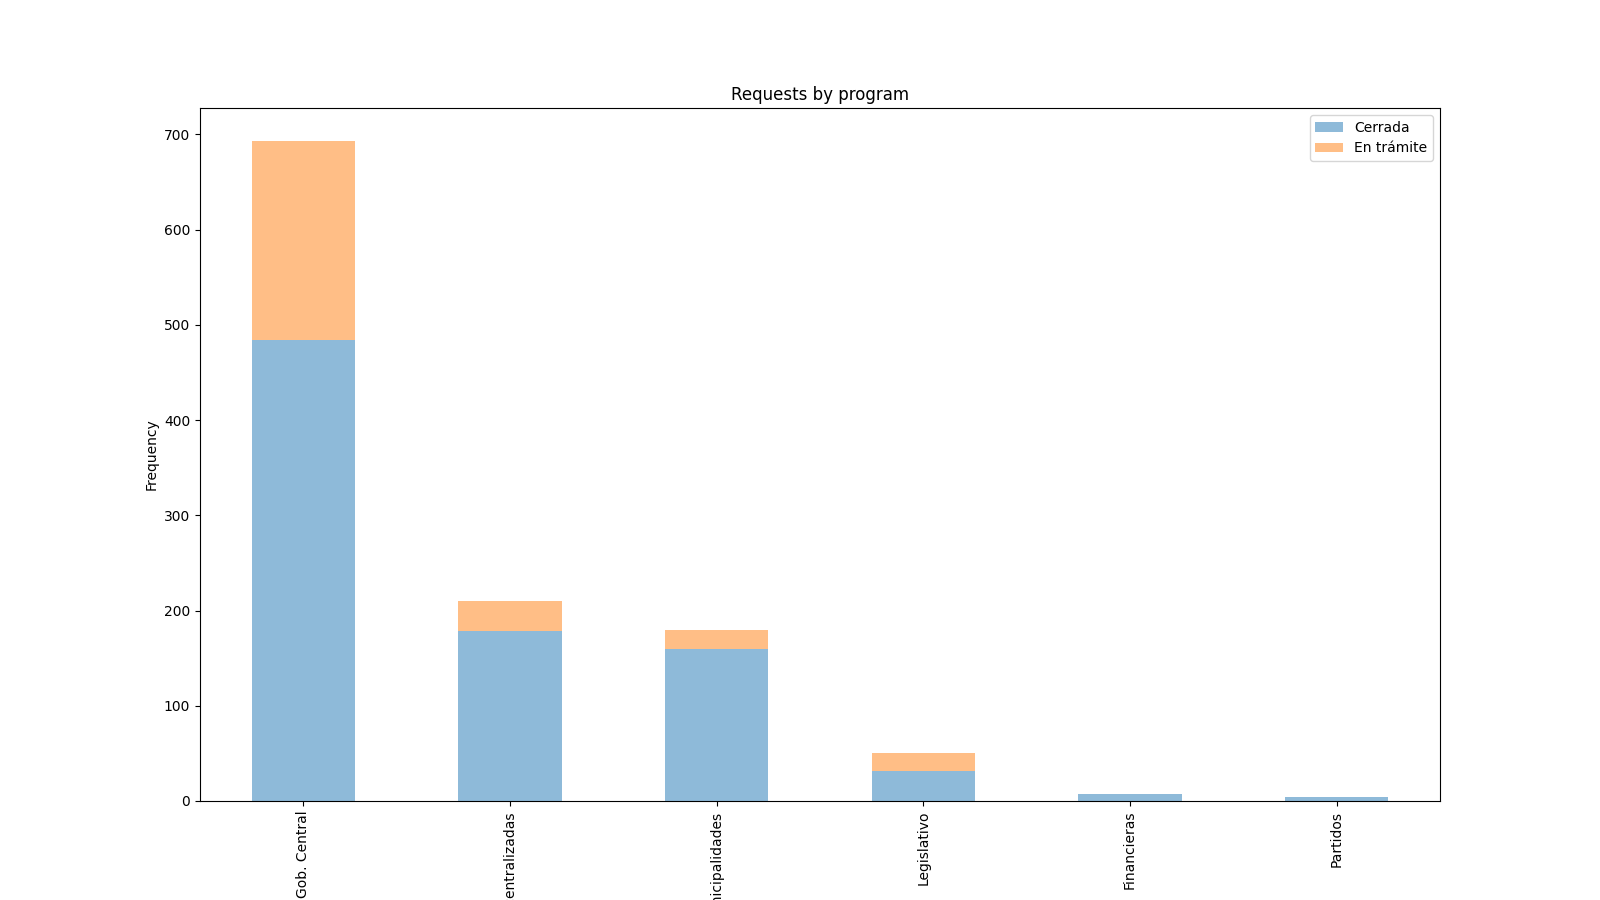 Requests by program
Cerrada
En trámite
Frequency
700
600
500
400
300
200
100
0
Gob. Central
entralizadas
nicipalidades
Legislativo
Financieras
Partidos